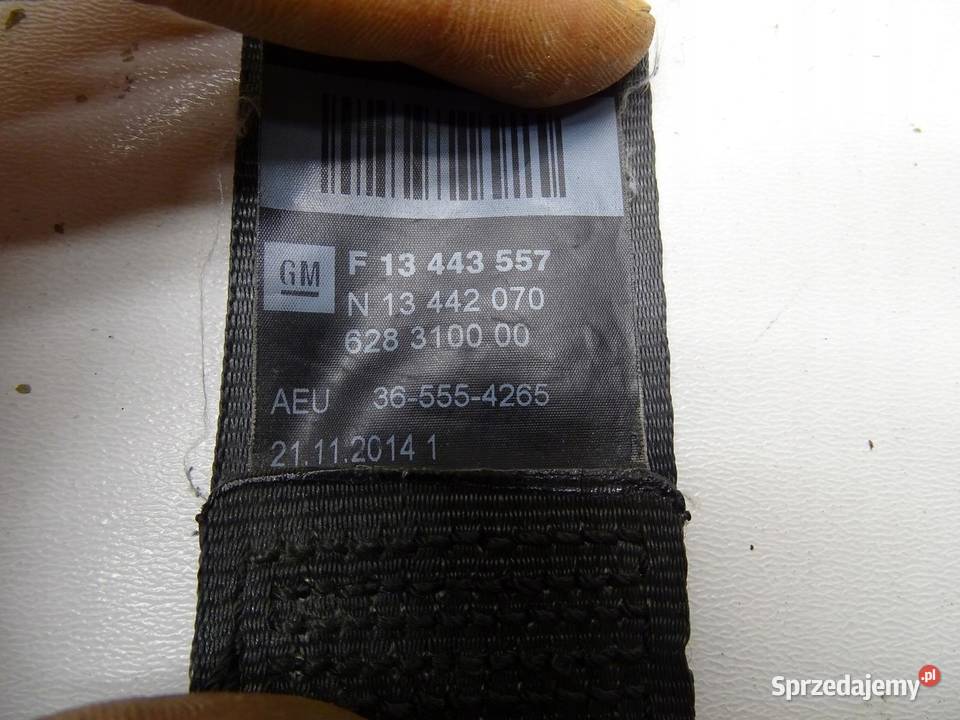 GM F 13 443 557
N 13 442 070
628 3100 00
AEU 36-555-4265
21.11.2014 1
Sprzedajemy.pl